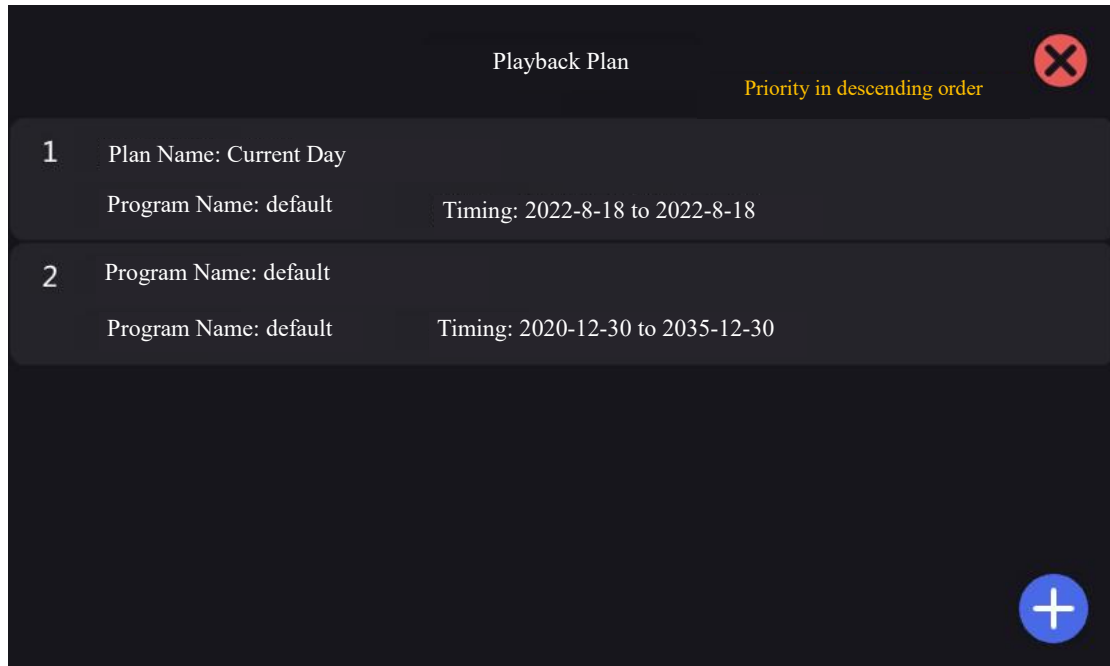 Playback Plan
Priority in descending order
1 Plan Name: Current Day
Program Name: default Timing: 2022-8-18 to 2022-8-18
2 Program Name: default
Program Name: default Timing: 2020-12-30 to 2035-12-30